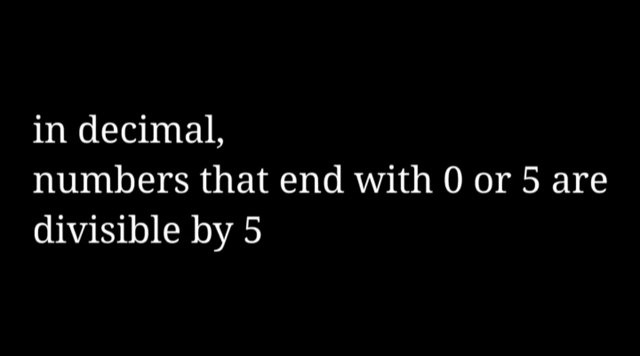 in decimal,
numbers that end with 0 or 5 are
divisible by 5